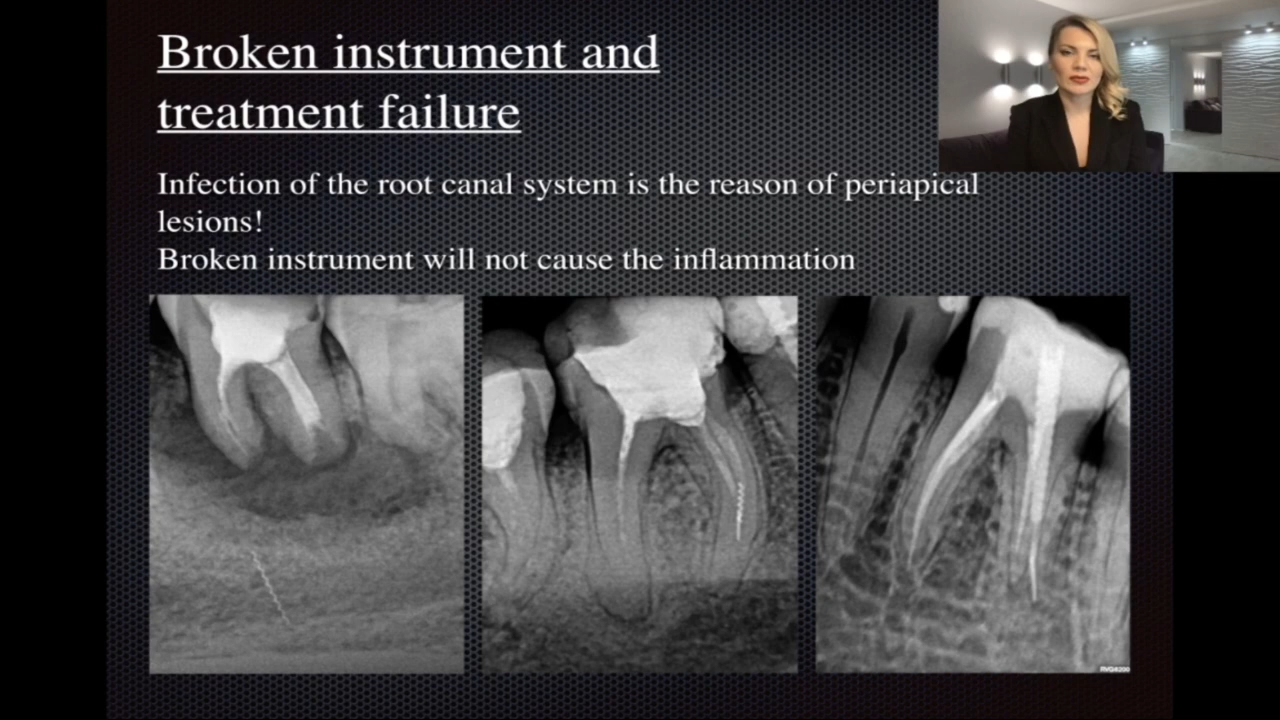 Broken instrument and
treatment failure
Infection of the root canal system is the reason of periapical
lesions!
Broken instrument will not cause the inflammation